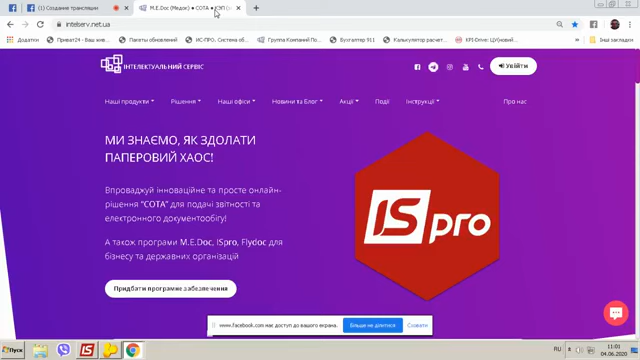 (1) Создание трансляции
M.E.Doc (Медок) ● СОТА ●
intelserv.net.ua
Додатки
Приват24 - Ваш б...
Пакеты обновлений
ИС-ПРО. Система об...
Группа Компаний По...
Бухгалтер 911
Калькулятор расчет...
KPI-Drive: ЦУНовий...
Інші закладки
ІНТЕЛЕКТУАЛЬНИЙ СЕРВІС
Увійти
Наші продукти
Рішення
Наші офіси
Новини та Блог
Акції
Події
Інструкції
Про нас
МИ ЗНАЄМО, ЯК ЗДОЛАТИ
ПАПЕРОВИЙ ХАОС!
Впроваджуй інноваційне та просте онлайн-
рішення "СОТА" для подачі звітності та
електронного документообігу!
А також програми M.E.Doc, ISpro, Flydoc для
бізнесу та державних організацій
Придбати програмне забезпечення
IS pro
www.facebook.com має доступ до вашого екрана.
Більше не ділитися
Сховати
Пуск
IS
RU
11:01
04.06.2020